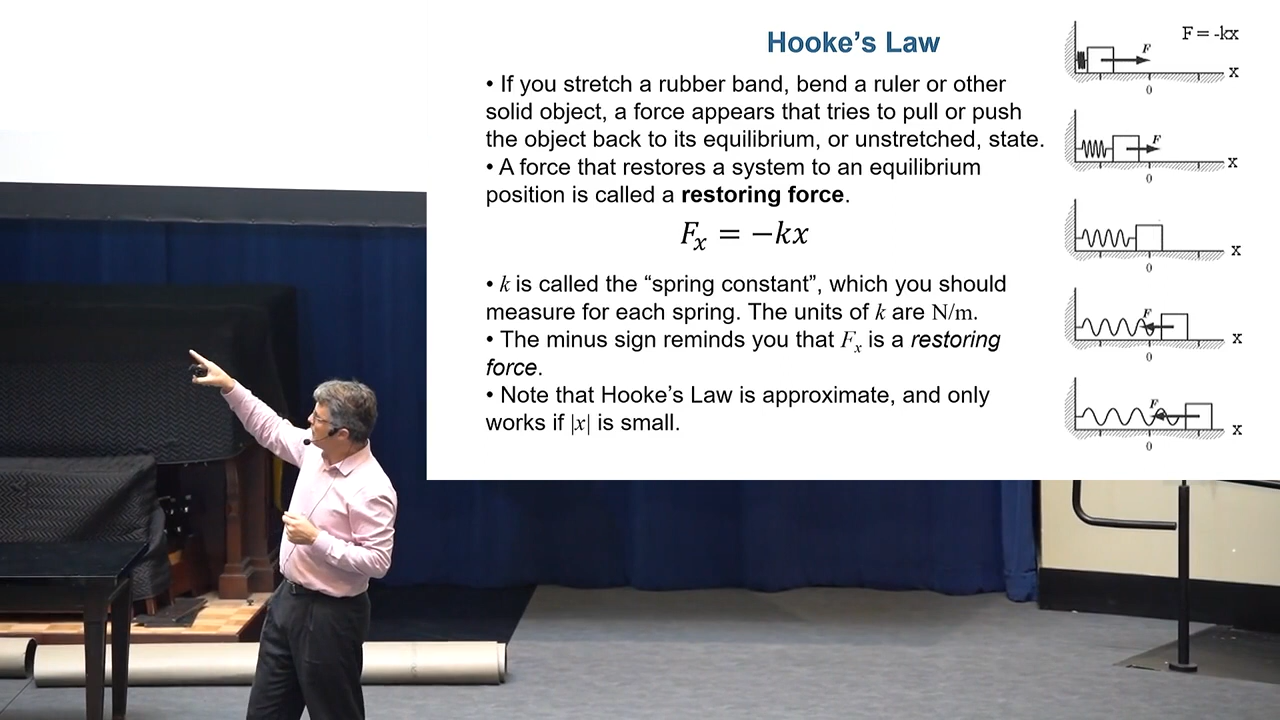 Hooke's Law
• If you stretch a rubber band, bend a ruler or other
solid object, a force appears that tries to pull or push
the object back to its equilibrium, or unstretched, state.
• A force that restores a system to an equilibrium
position is called a restoring force.
Fₓ = −kx
• k is called the “spring constant”, which you should
measure for each spring. The units of k are N/m.
• The minus sign reminds you that Fₓ is a restoring
force.
• Note that Hooke’s Law is approximate, and only
works if |x| is small.
F = -kx
F
x
0
F
x
0
x
0
F
x
0
F
x
0